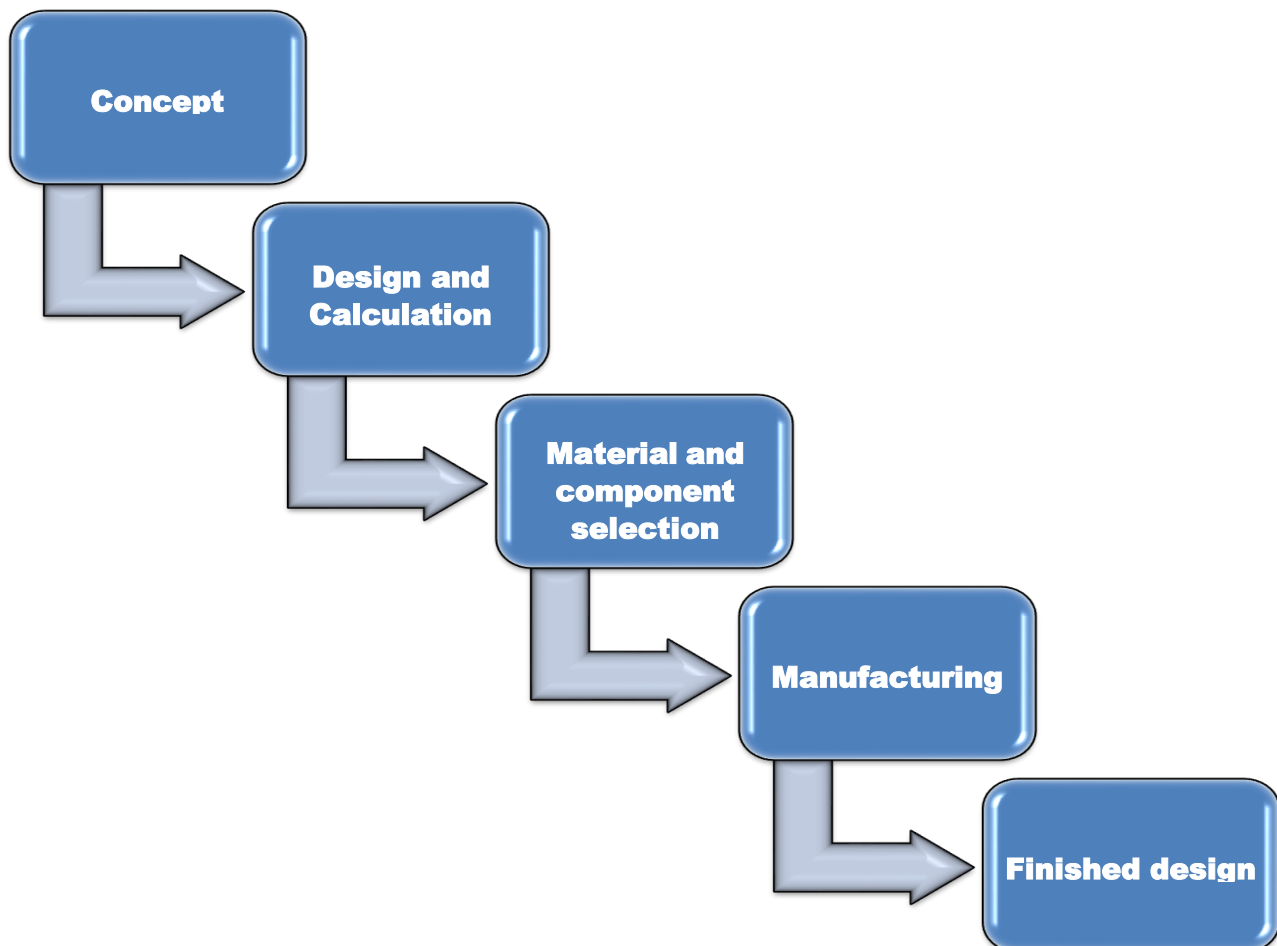 Concept
Design and
Calculation
Material and
component
selection
Manufacturing
Finished design